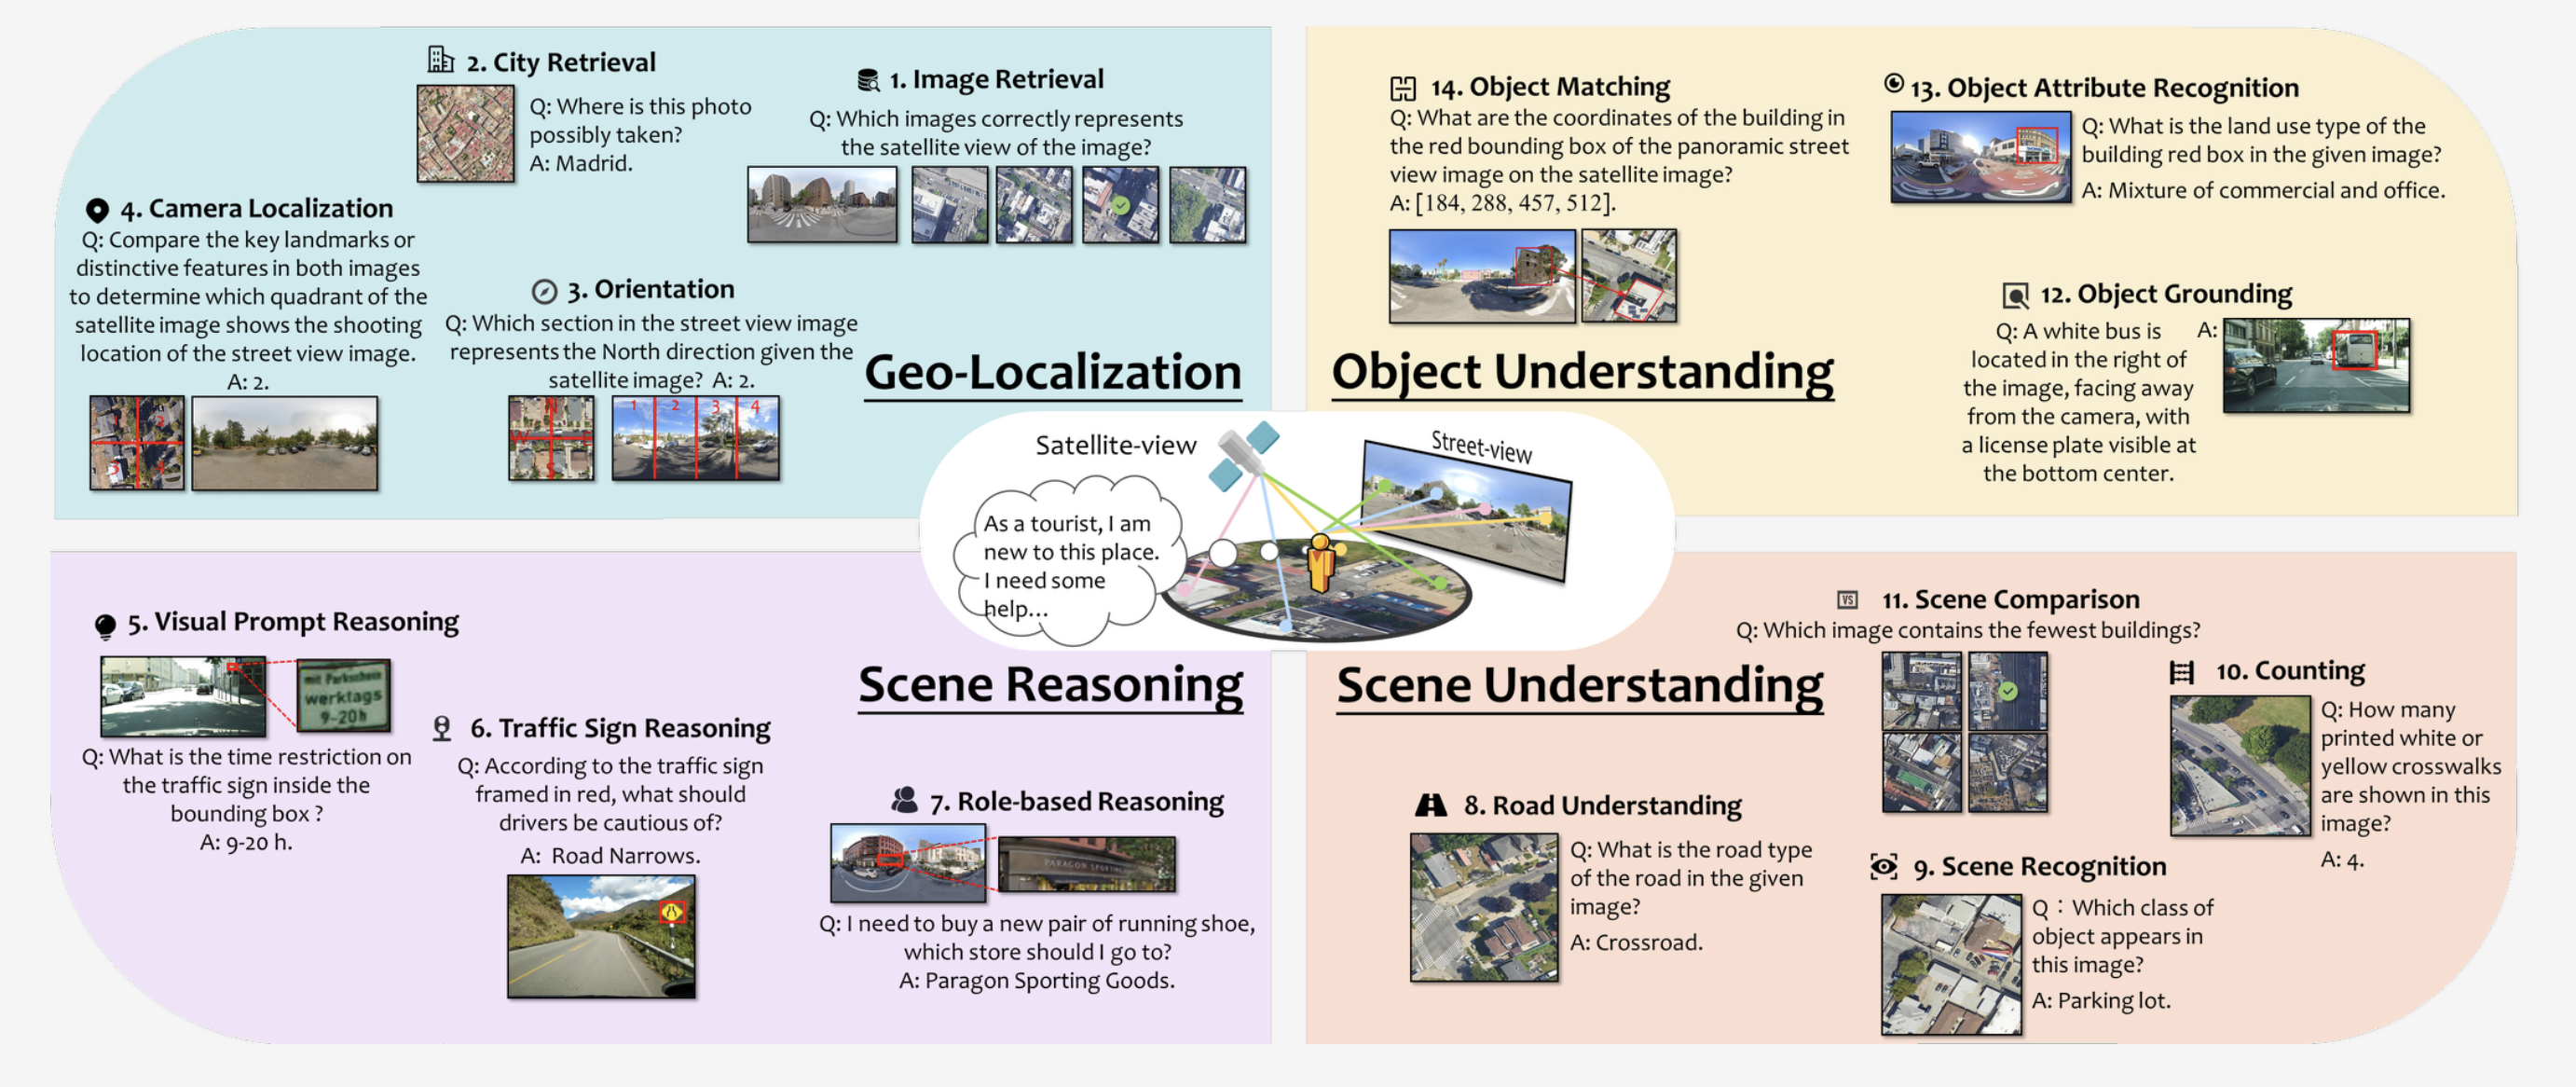 2. City Retrieval
Q: Where is this photo
possibly taken?
A: Madrid.
1. Image Retrieval
Q: Which images correctly represents
the satellite view of the image?
4. Camera Localization
Q: Compare the key landmarks or
distinctive features in both images
to determine which quadrant of the
satellite image shows the shooting
location of the street view image.
A: 2.
1
2
3
4
3. Orientation
Q: Which section in the street view image
represents the North direction given the
satellite image? A: 2.
N
W E
S
1 2 3 4
Geo-Localization
14. Object Matching
Q: What are the coordinates of the building in
the red bounding box of the panoramic street
view image on the satellite image?
A: [184, 288, 457, 512].
13. Object Attribute Recognition
Q: What is the land use type of the
building red box in the given image?
A: Mixture of commercial and office.
12. Object Grounding
Q: A white bus is
located in the right of
the image, facing away
from the camera, with
a license plate visible at
the bottom center.
A:
Object Understanding
Satellite-view
Street-view
As a tourist, I am
new to this place.
I need some
help...
5. Visual Prompt Reasoning
mit Parkschein
werktags
9-20h
Q: What is the time restriction on
the traffic sign inside the
bounding box ?
A: 9-20 h.
6. Traffic Sign Reasoning
Q: According to the traffic sign
framed in red, what should
drivers be cautious of?
A: Road Narrows.
7. Role-based Reasoning
PARAGON SPORTING
Q: I need to buy a new pair of running shoe,
which store should I go to?
A: Paragon Sporting Goods.
Scene Reasoning
Scene Understanding
VS
11. Scene Comparison
Q: Which image contains the fewest buildings?
10. Counting
Q: How many
printed white or
yellow crosswalks
are shown in this
image?
A: 4.
8. Road Understanding
Q: What is the road type
of the road in the given
image?
A: Crossroad.
9. Scene Recognition
Q：Which class of
object appears in
this image?
A: Parking lot.